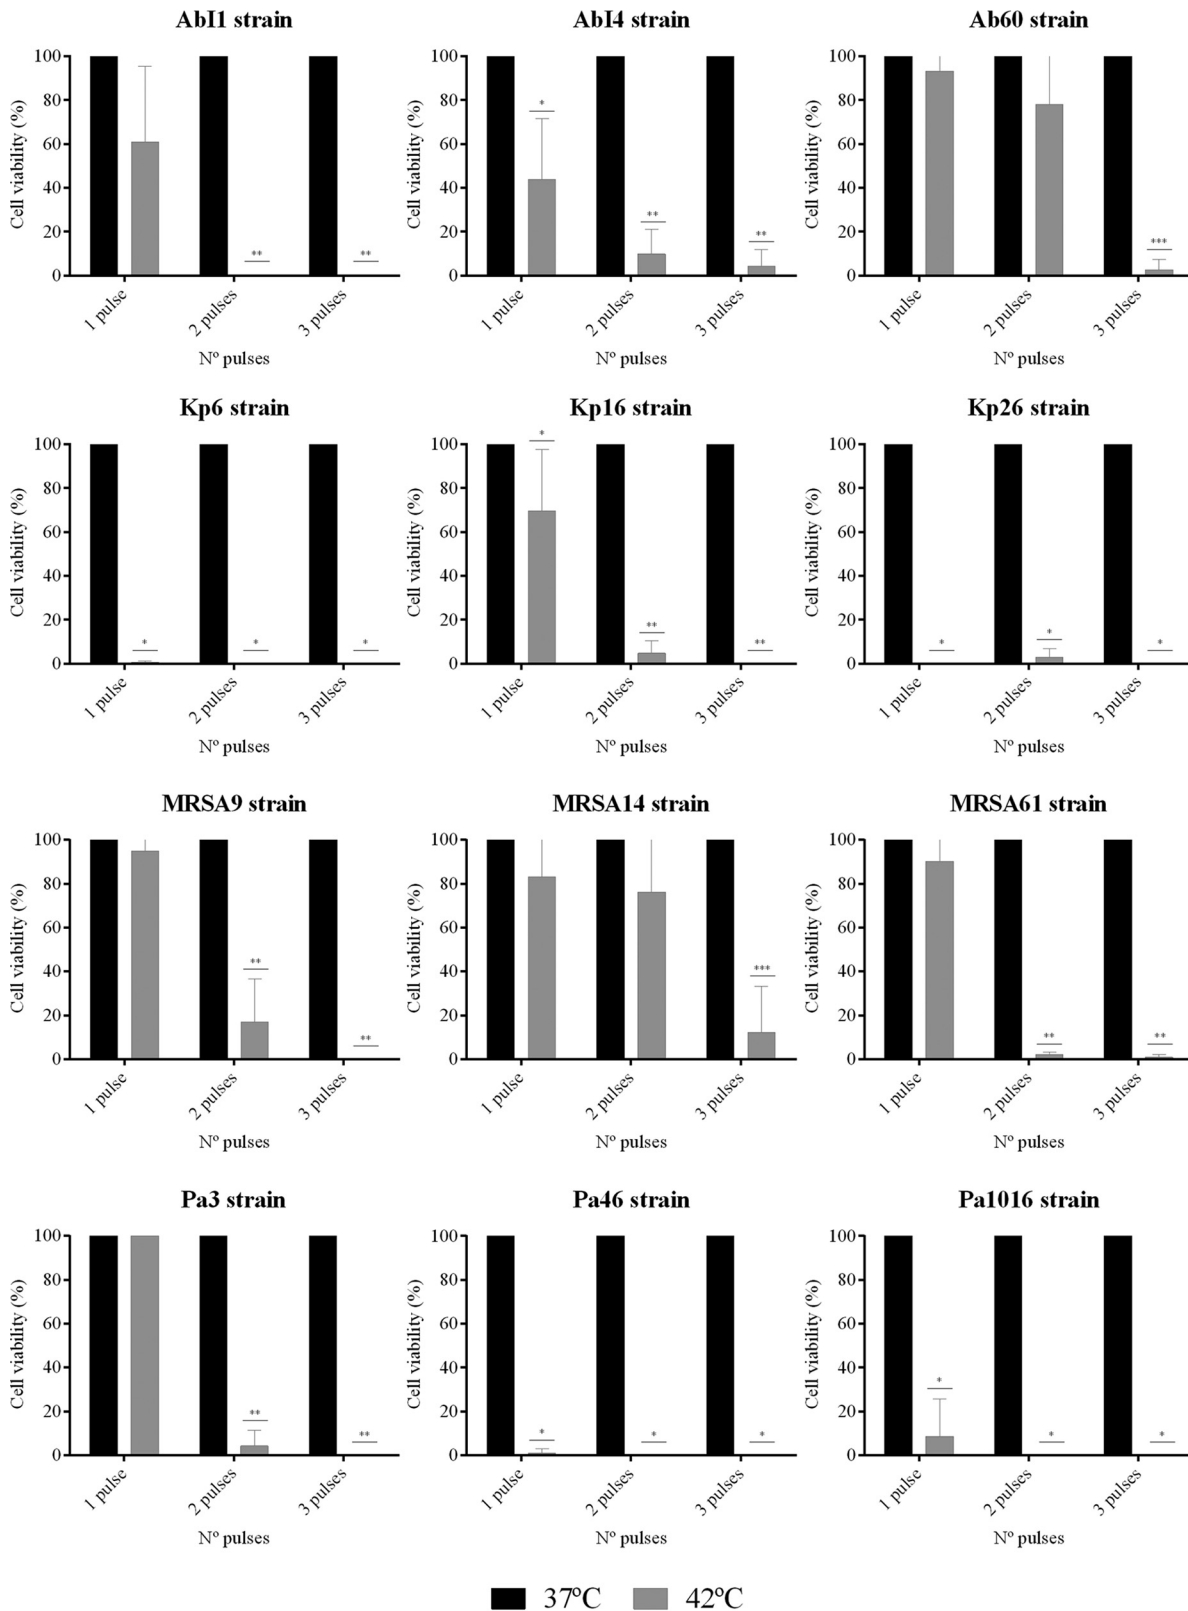 AbI1 strain
Cell viability (%)
100
80
60
40
20
0
** **
1 pulse 2 pulses 3 pulses
Nº pulses
AbI4 strain
Cell viability (%)
100
80
60
40
20
0
* ** **
1 pulse 2 pulses 3 pulses
Nº pulses
Ab60 strain
Cell viability (%)
100
80
60
40
20
0
***
1 pulse 2 pulses 3 pulses
Nº pulses
Kp6 strain
Cell viability (%)
100
80
60
40
20
0
* * *
1 pulse 2 pulses 3 pulses
Nº pulses
Kp16 strain
Cell viability (%)
100
80
60
40
20
0
* ** **
1 pulse 2 pulses 3 pulses
Nº pulses
Kp26 strain
Cell viability (%)
100
80
60
40
20
0
* * *
1 pulse 2 pulses 3 pulses
Nº pulses
MRSA9 strain
Cell viability (%)
100
80
60
40
20
0
** **
1 pulse 2 pulses 3 pulses
Nº pulses
MRSA14 strain
Cell viability (%)
100
80
60
40
20
0
***
1 pulse 2 pulses 3 pulses
Nº pulses
MRSA61 strain
Cell viability (%)
100
80
60
40
20
0
** **
1 pulse 2 pulses 3 pulses
Nº pulses
Pa3 strain
Cell viability (%)
100
80
60
40
20
0
** **
1 pulse 2 pulses 3 pulses
Nº pulses
Pa46 strain
Cell viability (%)
100
80
60
40
20
0
* * *
1 pulse 2 pulses 3 pulses
Nº pulses
Pa1016 strain
Cell viability (%)
100
80
60
40
20
0
* * *
1 pulse 2 pulses 3 pulses
Nº pulses
37ºC 42ºC